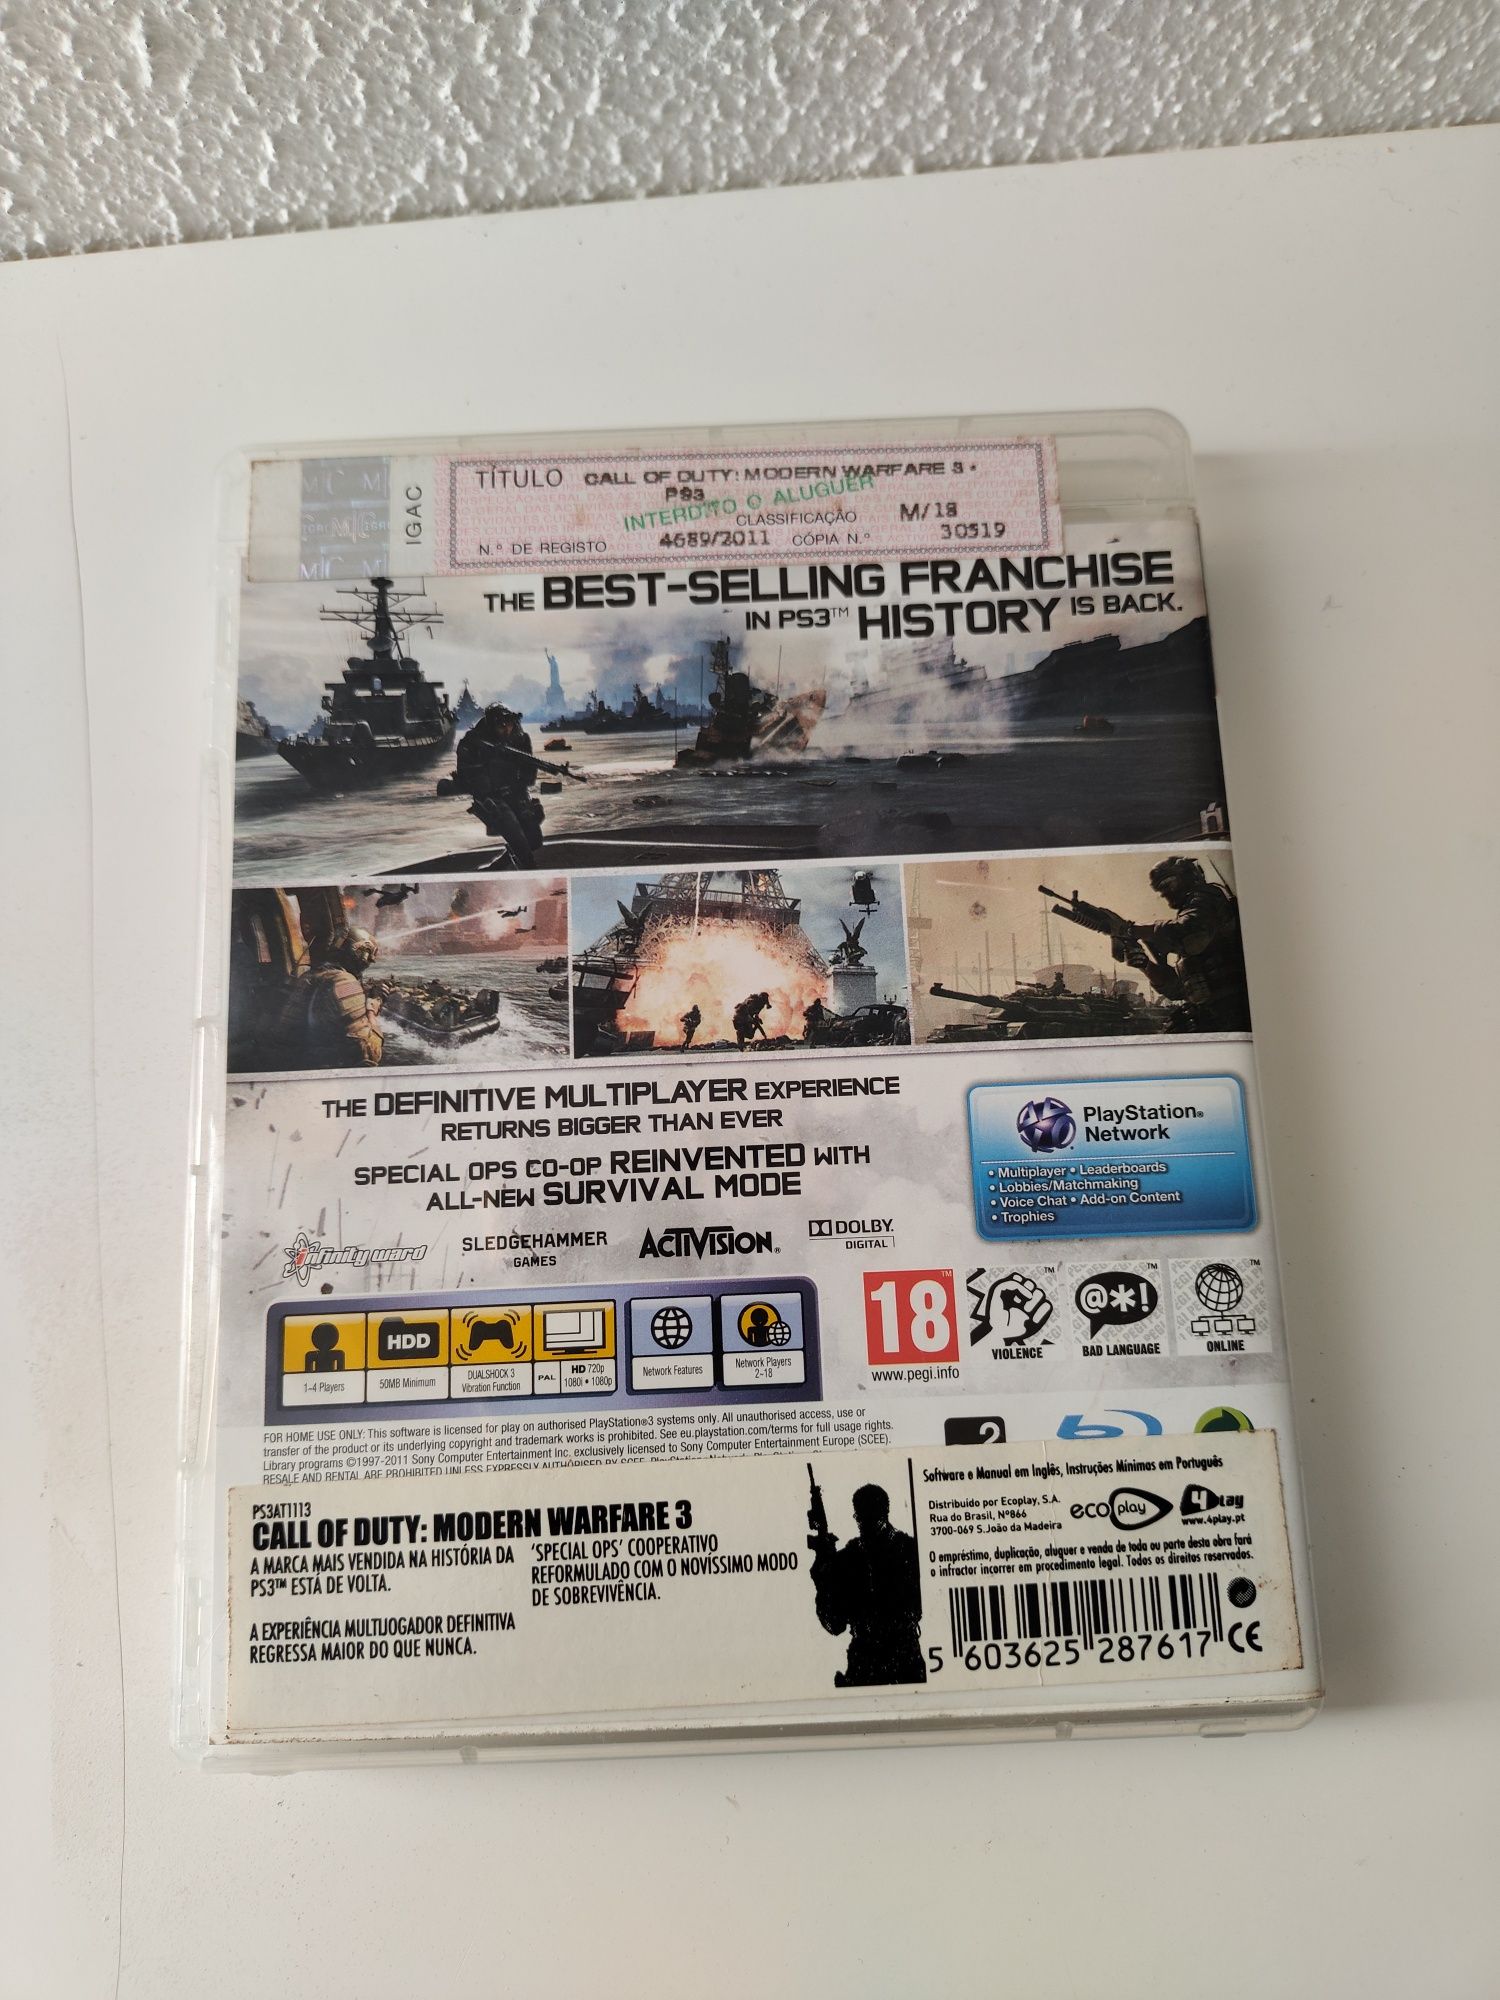 IGAC
TÍTULO CALL OF DUTY: MODERN WARFARE 3 -
PS3
INTERDITO O ALUGUER
CLASSIFICAÇÃO M/18
N.º DE REGISTO 4689/2011 CÓPIA N.º 30519
THE BEST-SELLING FRANCHISE
IN PS3™ HISTORY IS BACK.
THE DEFINITIVE MULTIPLAYER EXPERIENCE
RETURNS BIGGER THAN EVER
SPECIAL OPS CO-OP REINVENTED WITH
ALL-NEW SURVIVAL MODE
PlayStation®
Network
• Multiplayer • Leaderboards
• Lobbies/Matchmaking
• Voice Chat • Add-on Content
• Trophies
infinity ward
SLEDGEHAMMER
GAMES
ACTIVISION®
DOLBY
DIGITAL
1-4 Players
HDD
50MB Minimum
DUALSHOCK 3
Vibration Function
PAL
HD 720p
1080i • 1080p
Network Features
Network Players
2-18
18™
www.pegi.info
VIOLENCE
@*!
BAD LANGUAGE
ONLINE
FOR HOME USE ONLY: This software is licensed for play on authorised PlayStation®3 systems only. All unauthorised access, use or
transfer of the product or its underlying copyright and trademark works is prohibited. See eu.playstation.com/terms for full usage rights.
Library programs ©1997-2011 Sony Computer Entertainment Inc. exclusively licensed to Sony Computer Entertainment Europe (SCEE).
RESALE AND RENTAL ARE PROHIBITED UNLESS EXPRESSLY AUTHORISED BY SCEE.
2
PS3AT1113
CALL OF DUTY: MODERN WARFARE 3
A MARCA MAIS VENDIDA NA HISTÓRIA DA
PS3™ ESTÁ DE VOLTA.
A EXPERIÊNCIA MULTIJOGADOR DEFINITIVA
REGRESSA MAIOR DO QUE NUNCA.
'SPECIAL OPS' COOPERATIVO
REFORMULADO COM O NOVÍSSIMO MODO
DE SOBREVIVÊNCIA.
Software e Manual em Inglês, Instruções Mínimas em Português
Distribuído por Ecoplay, S.A.
Rua do Brasil, Nº866
3700-069 S.João da Madeira
eco play
4Play
www.4play.pt
O empréstimo, duplicação, aluguer e venda de toda ou parte desta obra fará
o infractor incorrer em procedimento legal. Todos os direitos reservados.
5 603625 287617
CE